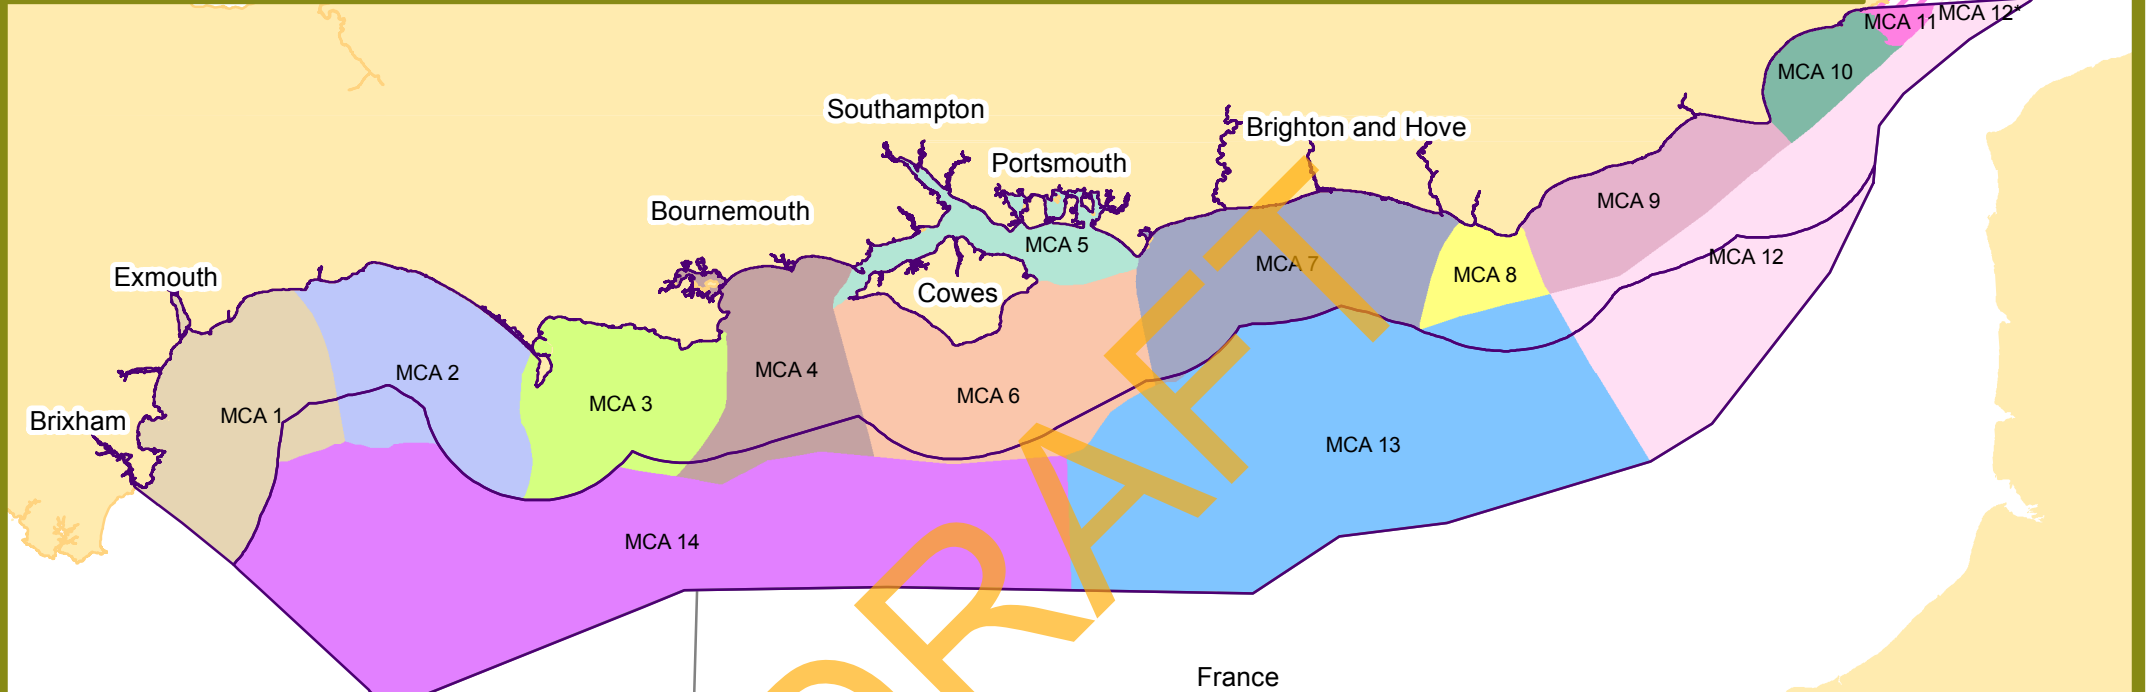 MCA 11
MCA 12*
MCA 10
Southampton
Brighton and Hove
Portsmouth
Bournemouth
MCA 9
MCA 5
MCA 12
MCA 7
MCA 8
Exmouth
Cowes
MCA 2
MCA 4
MCA 6
MCA 3
MCA 1
Brixham
MCA 13
MCA 14
DRAFT
France